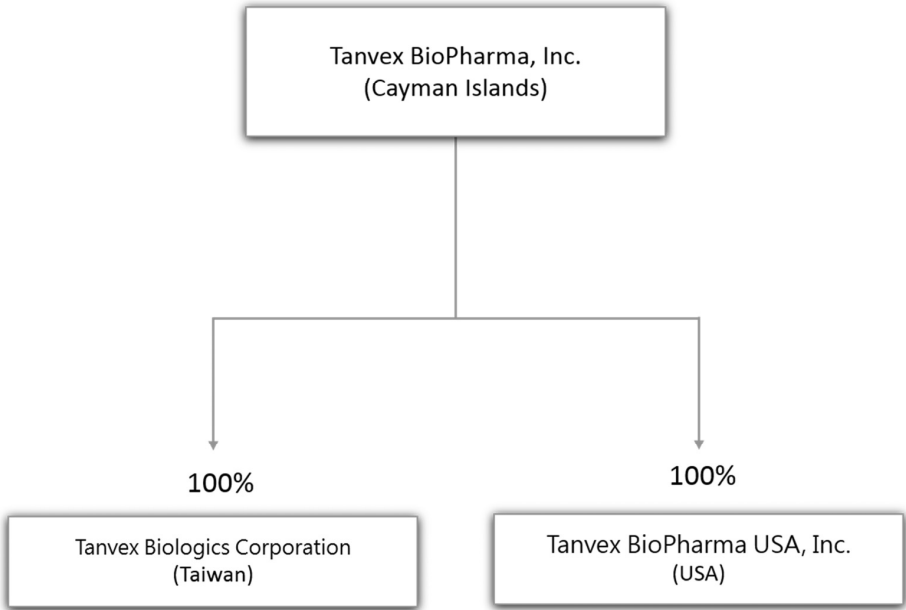 Tanvex BioPharma, Inc.
(Cayman Islands)
100%
100%
Tanvex Biologics Corporation
(Taiwan)
Tanvex BioPharma USA, Inc.
(USA)